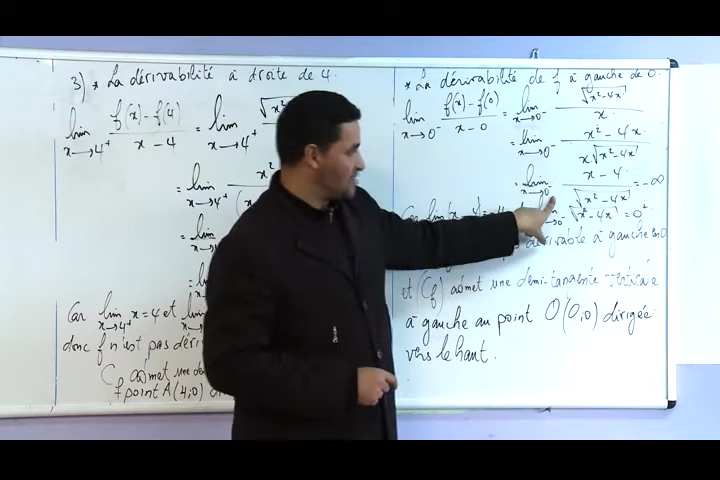 3) * La dérivabilité à droite de 4.
lim x→4⁺ (f(x) - f(4)) / (x - 4) = lim x→4⁺ √x²
= lim x→4⁺ x²
= lim
= lim
Car lim x→4⁺ x = 4 et lim
donc f n'est pas déri
Cf admet une
point A(4;0)
* La dérivabilité de f à gauche de 0.
lim x→0⁻ (f(x) - f(0)) / (x - 0) = lim x→0⁻ √(x² - 4x) / x
= lim x→0⁻ (x² - 4x) / (x√(x² - 4x))
= lim x→0⁻ (x - 4) / √(x² - 4x) = -∞
Car lim x - 4 = √(x² - 4x) = 0⁺
dérivable à gauche en 0
et (Cf) admet une demi-tangente verticale
à gauche au point O(0;0) dirigée
vers le haut.